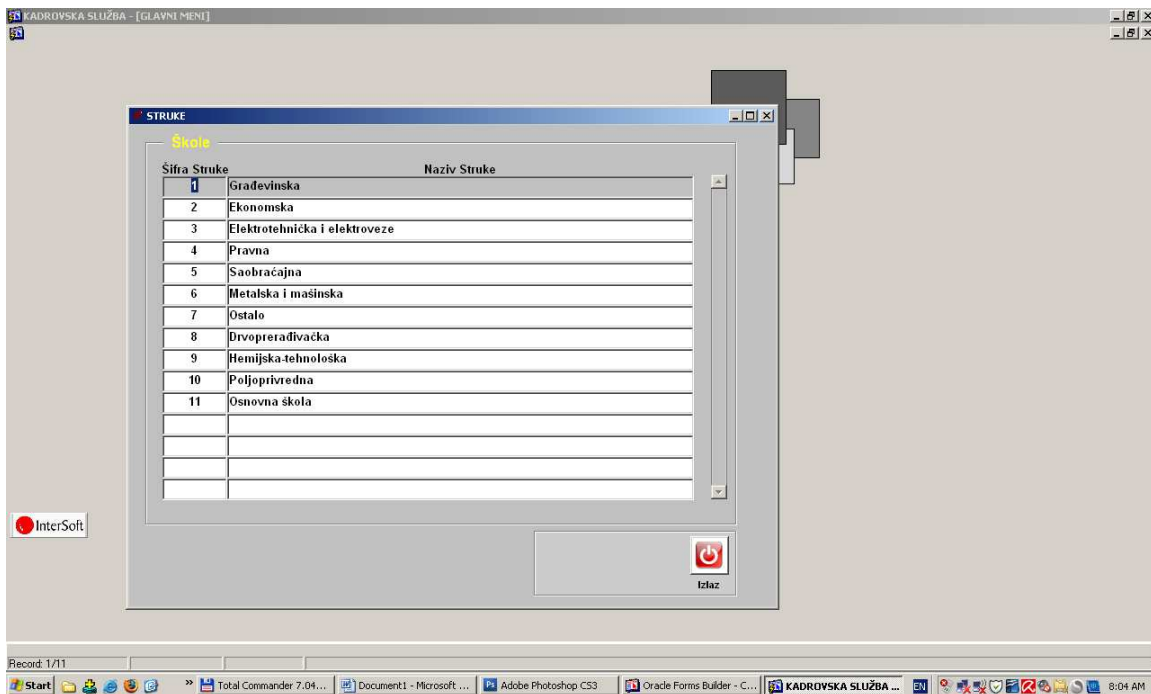 KADROVSKA SLUŽBA - [GLAVNI MENI]
STRUKE
Škole
Šifra Struke Naziv Struke
1 Građevinska
2 Ekonomska
3 Elektrotehnička i elektroveze
4 Pravna
5 Saobraćajna
6 Metalska i mašinska
7 Ostalo
8 Drvoprerađivačka
9 Hemijska-tehnološka
10 Poljoprivredna
11 Osnovna škola
InterSoft
Izlaz
Record: 1/11
Start » Total Commander 7.04... Document1 - Microsoft ... Ps Adobe Photoshop CS3 Oracle Forms Builder - C... KADROVSKA SLUŽBA ... EN 8:04 AM